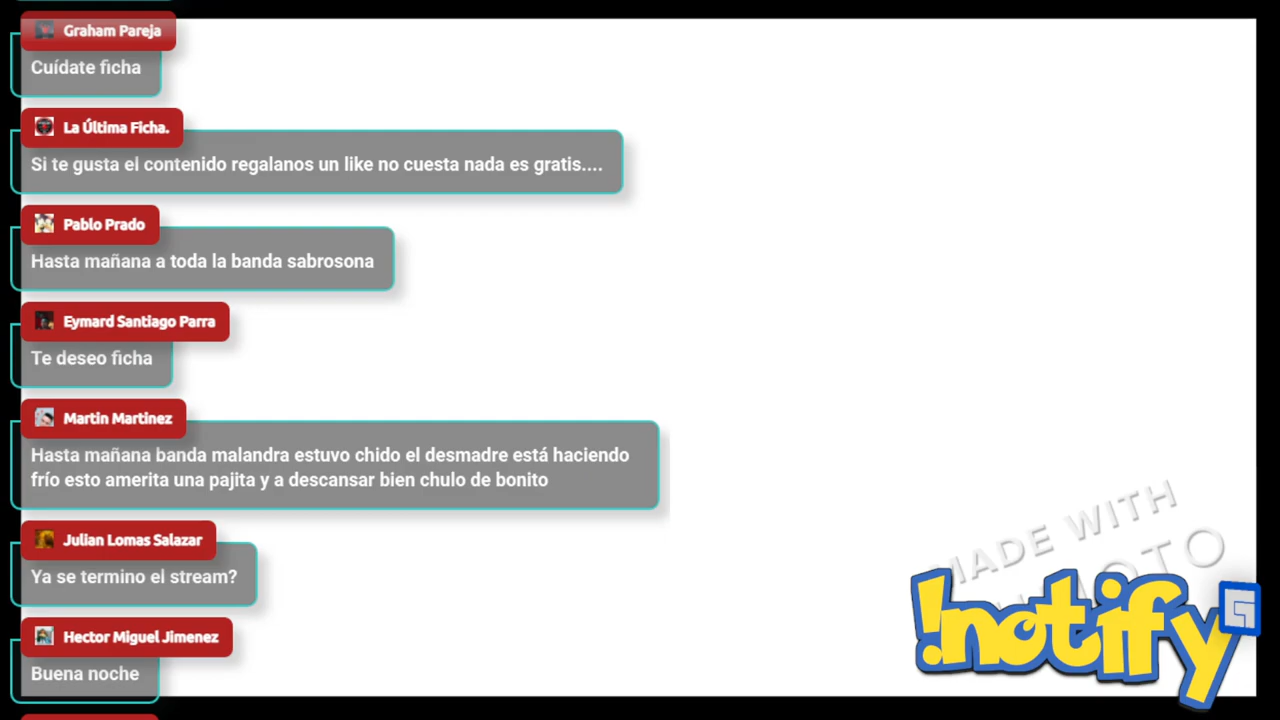 Graham Pareja
Cuídate ficha
La Última Ficha.
Si te gusta el contenido regalanos un like no cuesta nada es gratis....
Pablo Prado
Hasta mañana a toda la banda sabrosona
Eymard Santiago Parra
Te deseo ficha
Martin Martinez
Hasta mañana banda malandra estuvo chido el desmadre está haciendo
frío esto amerita una pajita y a descansar bien chulo de bonito
Julian Lomas Salazar
Ya se termino el stream?
Hector Miguel Jimenez
Buena noche
MADE WITH
!notify